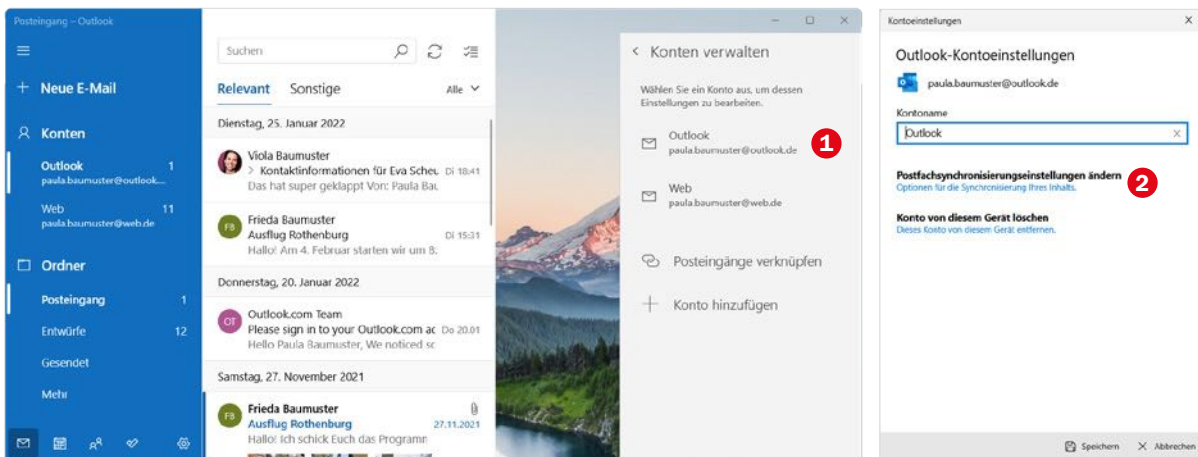 Posteingang – Outlook
Neue E-Mail
Konten
Outlook 1
paula.baumuster@outlook....
Web 11
paula.baumuster@web.de
Ordner
Posteingang 1
Entwürfe 12
Gesendet
Mehr
Suchen
Relevant Sonstige Alle
Dienstag, 25. Januar 2022
Viola Baumuster
> Kontaktinformationen für Eva Scheu Di 18:41
Das hat super geklappt Von: Paula Bau
FB Frieda Baumuster
Ausflug Rothenburg Di 15:31
Hallo! Am 4. Februar starten wir um 8.
Donnerstag, 20. Januar 2022
OT Outlook.com Team
Please sign in to your Outlook.com ac Do 20.01
Hello Paula Baumuster, We noticed sc
Samstag, 27. November 2021
FB Frieda Baumuster
Ausflug Rothenburg 27.11.2021
Hallo! Ich schick Euch das Programm
Konten verwalten
Wählen Sie ein Konto aus, um dessen
Einstellungen zu bearbeiten.
Outlook
paula.baumuster@outlook.de
1
Web
paula.baumuster@web.de
Posteingänge verknüpfen
Konto hinzufügen
Kontoeinstellungen
Outlook-Kontoeinstellungen
paula.baumuster@outlook.de
Kontoname
Outlook
Postfachsynchronisierungseinstellungen ändern
Optionen für die Synchronisierung Ihres Inhalts.
2
Konto von diesem Gerät löschen
Dieses Konto von diesem Gerät entfernen.
Speichern Abbrechen